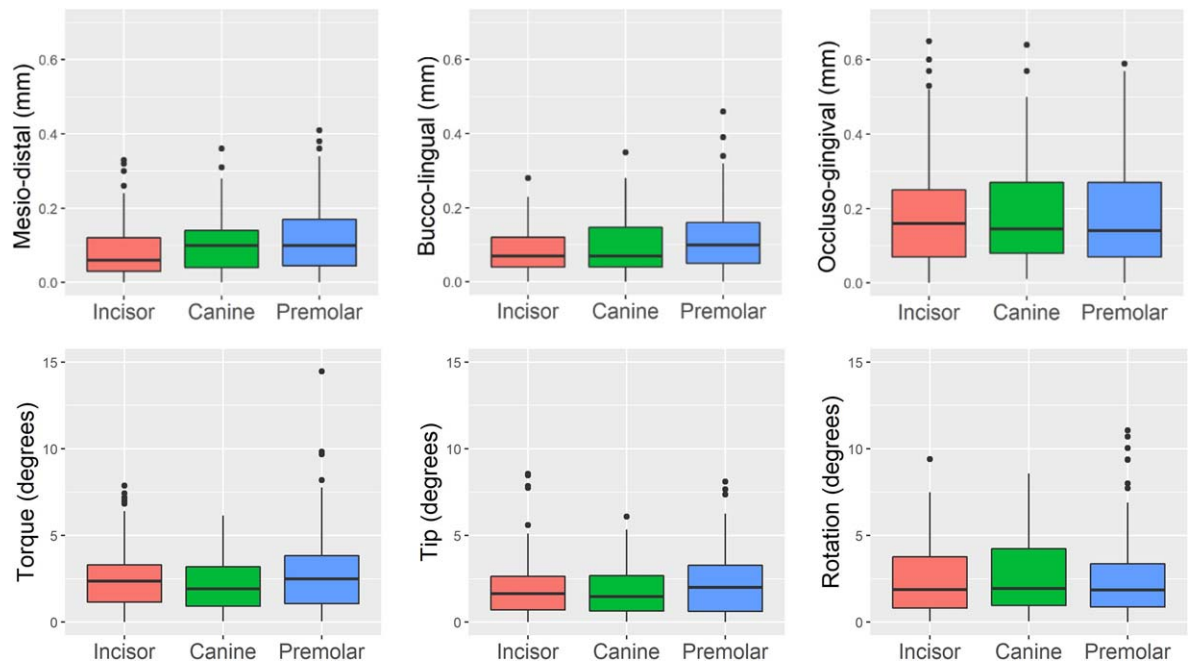 Mesio-distal (mm)
0.6
0.4
0.2
0.0
Incisor Canine Premolar
Bucco-lingual (mm)
0.6
0.4
0.2
0.0
Incisor Canine Premolar
Occluso-gingival (mm)
0.6
0.4
0.2
0.0
Incisor Canine Premolar
Torque (degrees)
15
10
5
0
Incisor Canine Premolar
Tip (degrees)
15
10
5
0
Incisor Canine Premolar
Rotation (degrees)
15
10
5
0
Incisor Canine Premolar